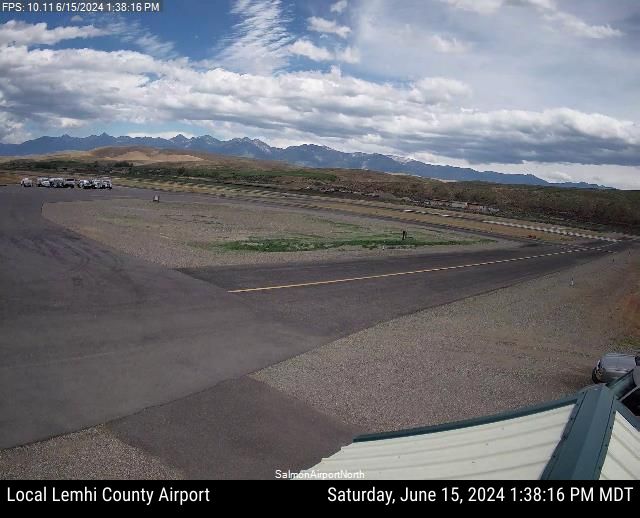 FPS: 10.11 6/15/2024 1:38:16 PM
SalmonAirportNorth
Local Lemhi County Airport Saturday, June 15, 2024 1:38:16 PM MDT